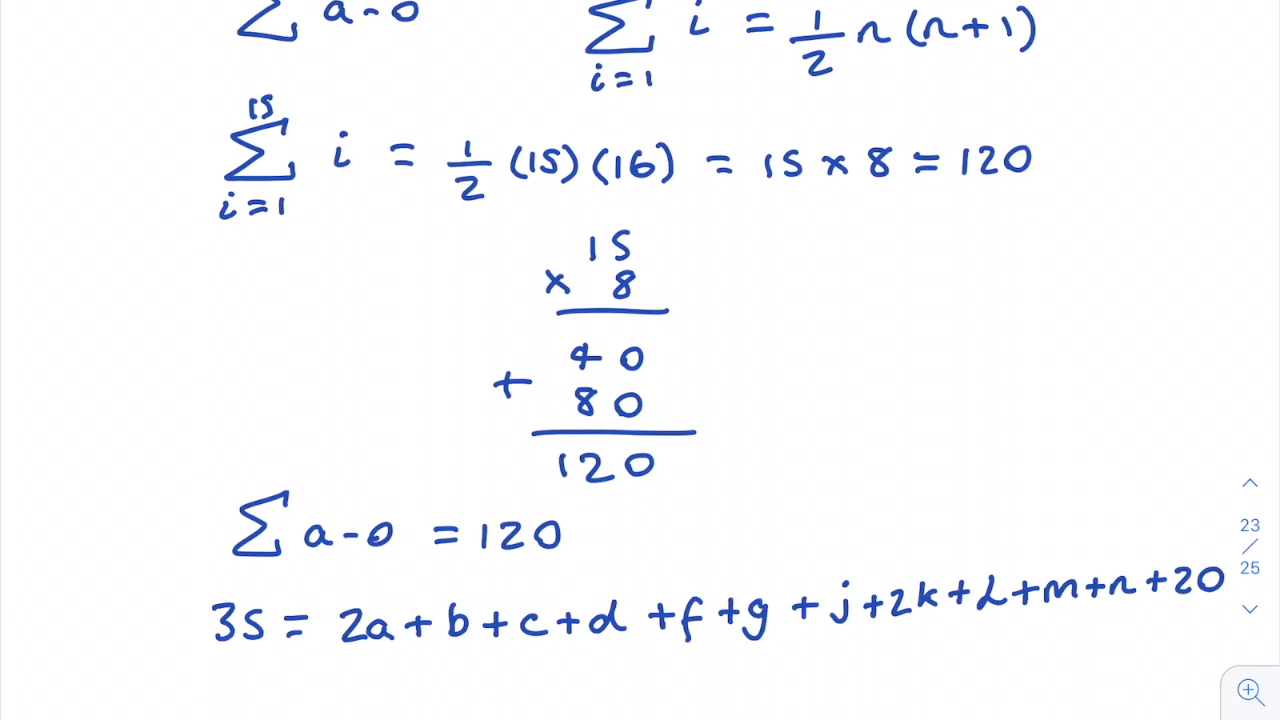 ∑ a-o     ∑ i = 1/2 n (n+1)
i=1
15
∑ i = 1/2 (15) (16) = 15 x 8 = 120
i=1
15
x 8
40
+ 80
120
∑ a-o = 120
3S = 2a + b + c + d + f + g + j + 2k + L + m + n + 2o
23
/
25